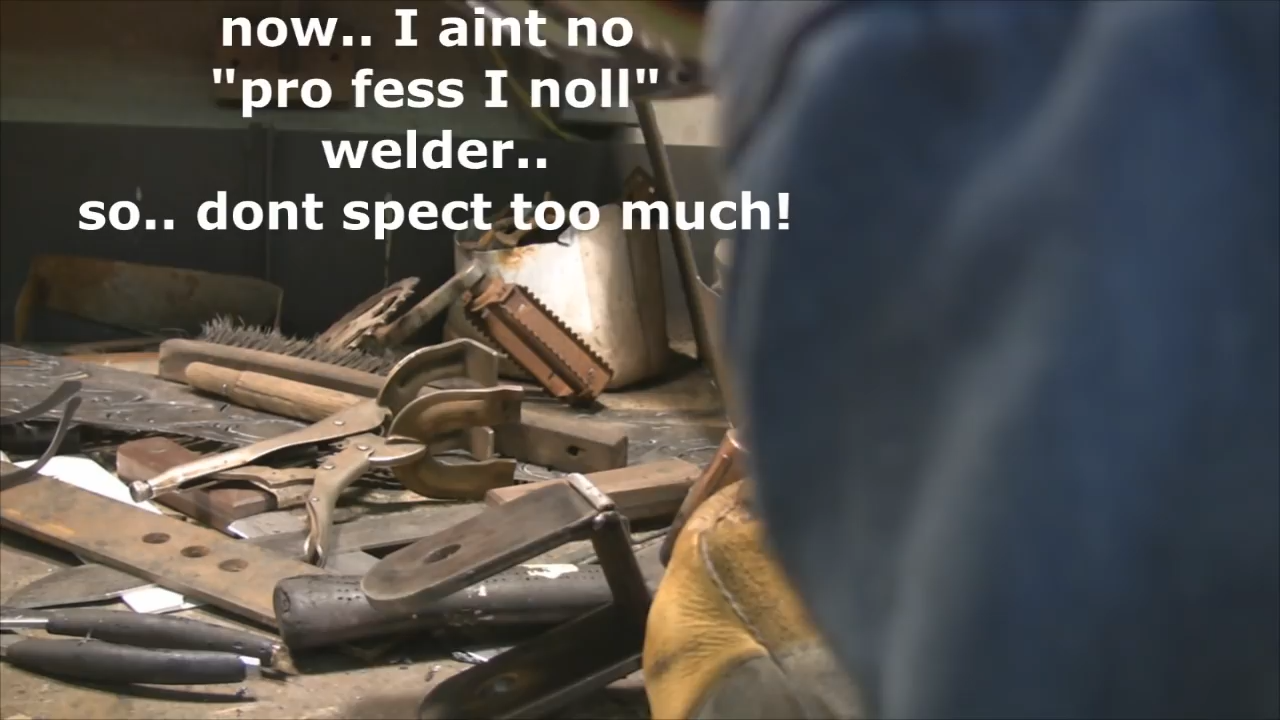 now.. I aint no
"pro fess I noll"
welder..
so.. dont spect too much!